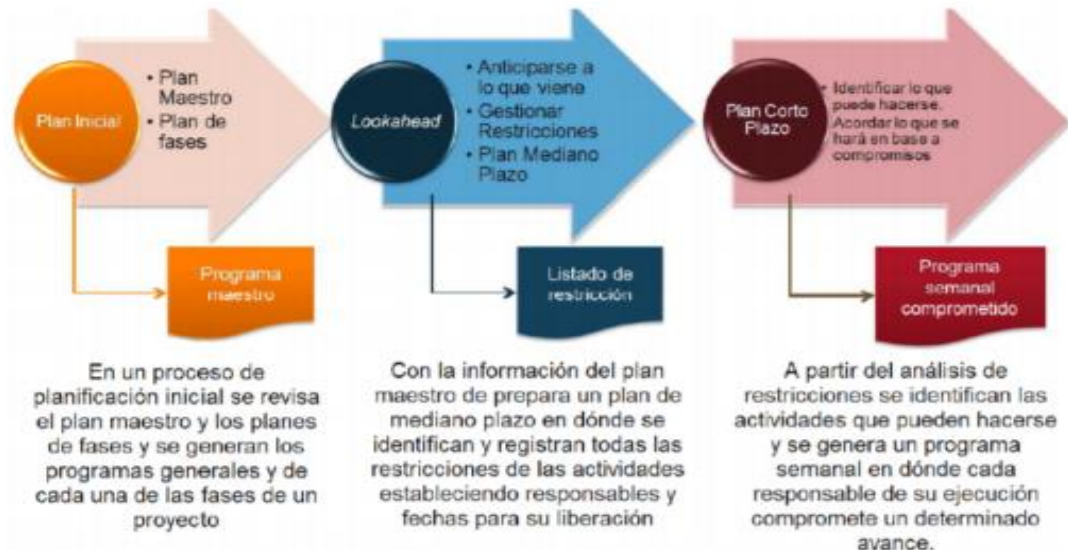 Plan Inicial
• Plan
Maestro
• Plan de
fases
Programa
maestro
En un proceso de
planificación inicial se revisa
el plan maestro y los planes
de fases y se generan los
programas generales y de
cada una de las fases de un
proyecto
Lookahead
• Anticiparse a
lo que viene
• Gestionar
Restricciones
• Plan Mediano
Plazo
Listado de
restricción
Con la información del plan
maestro de prepara un plan de
mediano plazo en dónde se
identifican y registran todas las
restricciones de las actividades
estableciendo responsables y
fechas para su liberación
Plan Corto
Plazo
• Identificar lo que
puede hacerse.
Acordar lo que se
hará en base a
compromisos
Programa
semanal
comprometido
A partir del análisis de
restricciones se identifican las
actividades que pueden hacerse
y se genera un programa
semanal en dónde cada
responsable de su ejecución
compromete un determinado
avance.